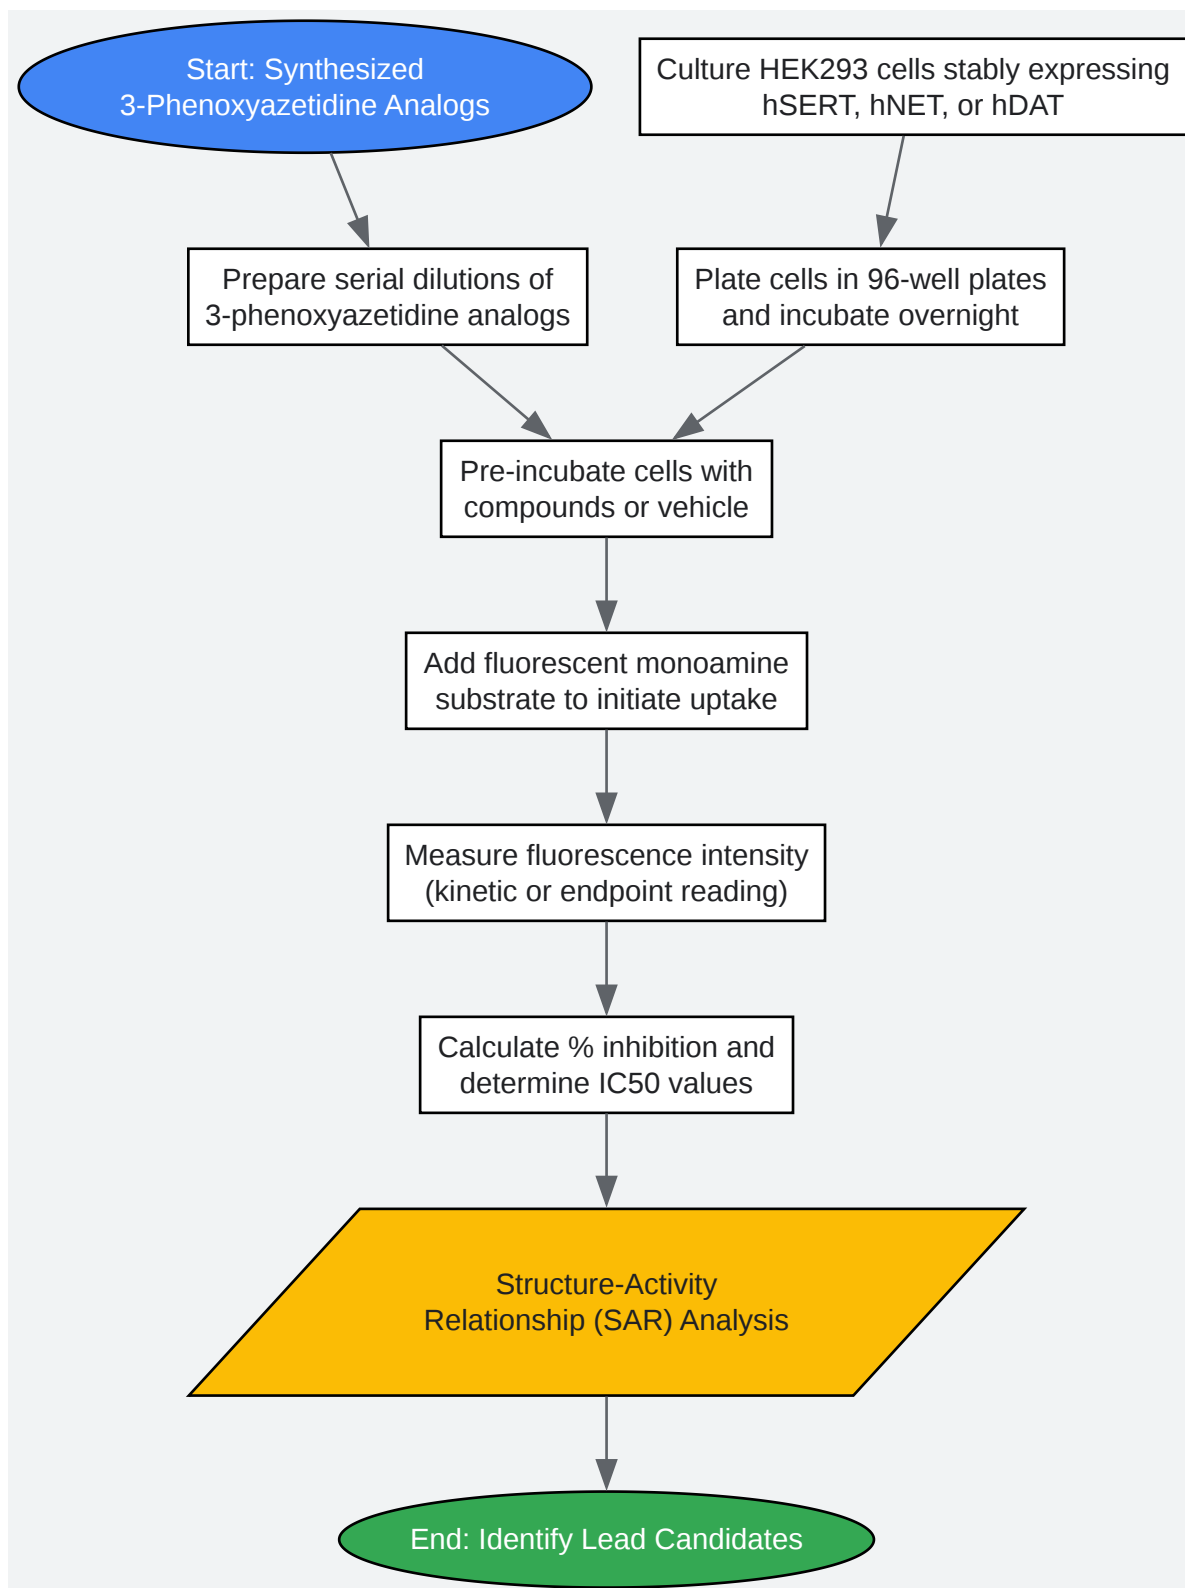 Start: Synthesized
3-Phenoxyazetidine Analogs
Culture HEK293 cells stably expressing
hSERT, hNET, or hDAT
Prepare serial dilutions of
3-phenoxyazetidine analogs
Plate cells in 96-well plates
and incubate overnight
Pre-incubate cells with
compounds or vehicle
Add fluorescent monoamine
substrate to initiate uptake
Measure fluorescence intensity
(kinetic or endpoint reading)
Calculate % inhibition and
determine IC50 values
Structure-Activity
Relationship (SAR) Analysis
End: Identify Lead Candidates